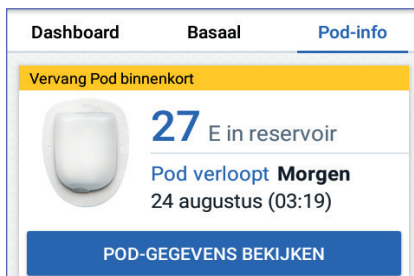 Dashboard Basaal Pod-info
Vervang Pod binnenkort
27 E in reservoir
Pod verloopt Morgen
24 augustus (03:19)
POD-GEGEVENS BEKIJKEN